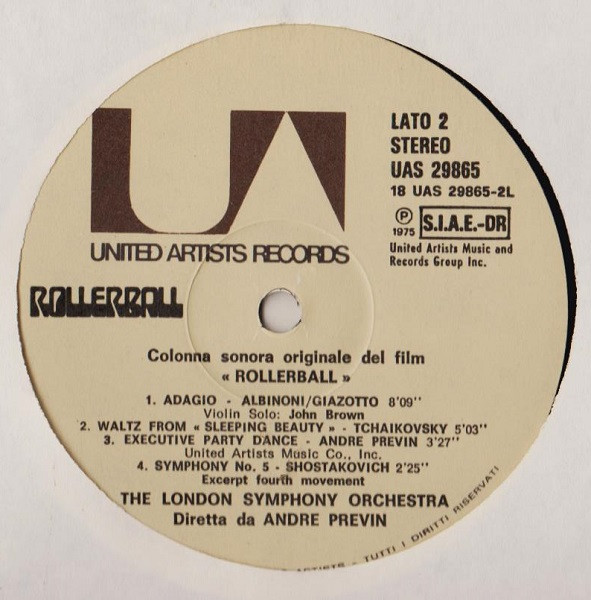 UA
UNITED ARTISTS RECORDS
LATO 2
STEREO
UAS 29865
18 UAS 29865-2L
Ⓟ
1975
S.I.A.E.-DR
United Artists Music and
Records Group Inc.
ROLLERBALL
Colonna sonora originale del film
« ROLLERBALL »
1. ADAGIO - ALBINONI/GIAZOTTO 8'09''
Violin Solo: John Brown
2. WALTZ FROM « SLEEPING BEAUTY » - TCHAIKOVSKY 5'03''
3. EXECUTIVE PARTY DANCE - ANDRE PREVIN 3'27''
United Artists Music Co., Inc.
4. SYMPHONY No. 5 - SHOSTAKOVICH 2'25''
Excerpt fourth movement
THE LONDON SYMPHONY ORCHESTRA
Diretta da ANDRE PREVIN
ARTISTS - TUTTI I DIRITTI RISERVATI